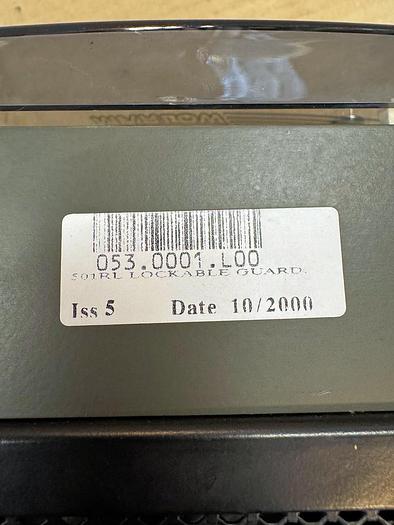 053.0001.L00
501RL LOCKABLE GUARD.
Iss 5 Date 10/2000